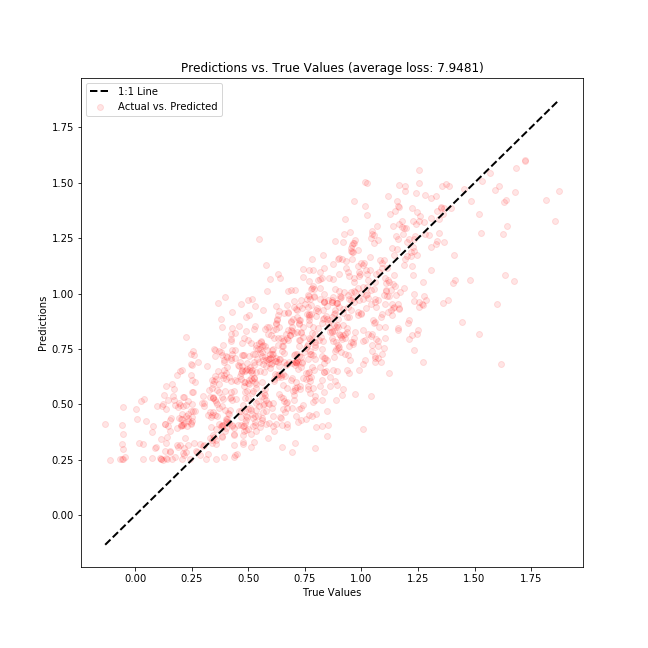 Predictions vs. True Values (average loss: 7.9481)
1:1 Line
Actual vs. Predicted
Predictions
1.75
1.50
1.25
1.00
0.75
0.50
0.25
0.00
0.00 0.25 0.50 0.75 1.00 1.25 1.50 1.75
True Values